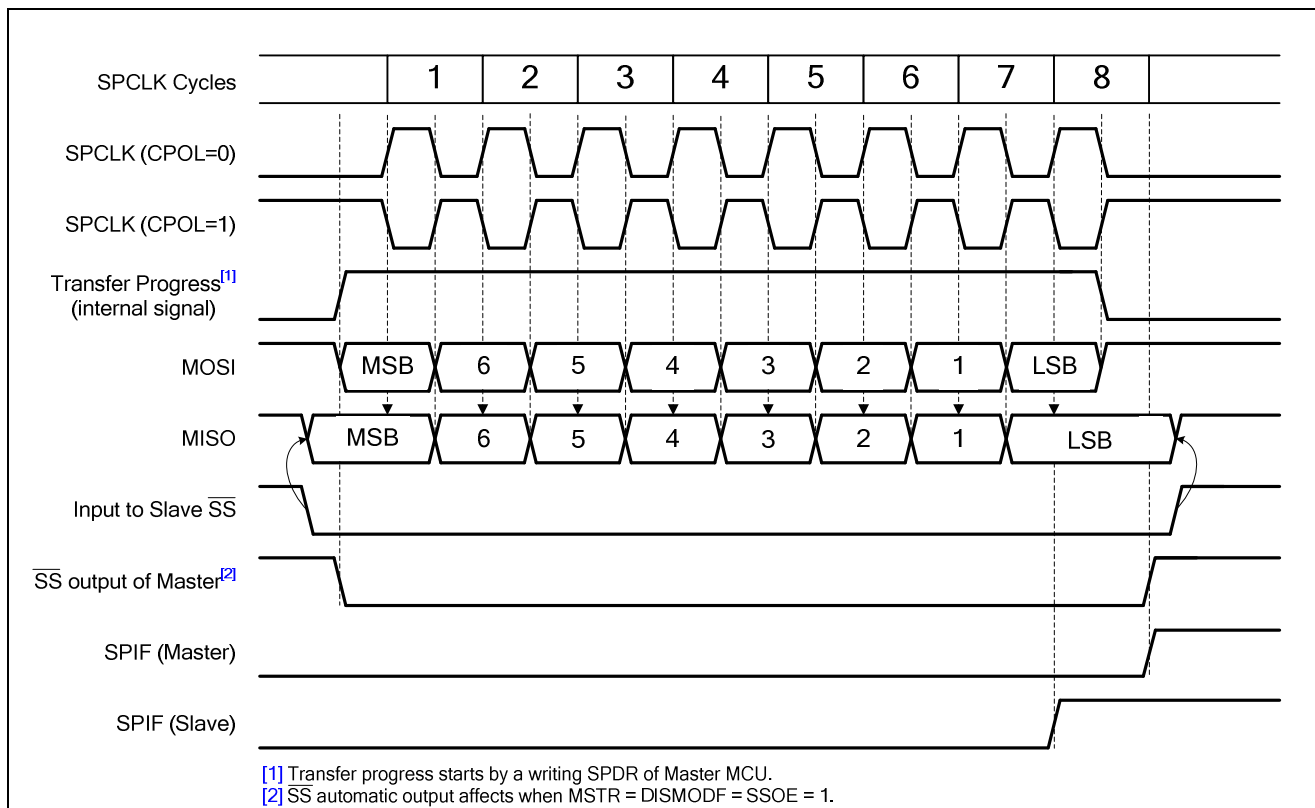 SPCLK Cycles 1 2 3 4 5 6 7 8
SPCLK (CPOL=0)
SPCLK (CPOL=1)
Transfer Progress[1]
(internal signal)
MOSI MSB 6 5 4 3 2 1 LSB
MISO MSB 6 5 4 3 2 1 LSB
Input to Slave S̅S̅
S̅S̅ output of Master[2]
SPIF (Master)
SPIF (Slave)
[1] Transfer progress starts by a writing SPDR of Master MCU.
[2] S̅S̅ automatic output affects when MSTR = DISMODF = SSOE = 1.